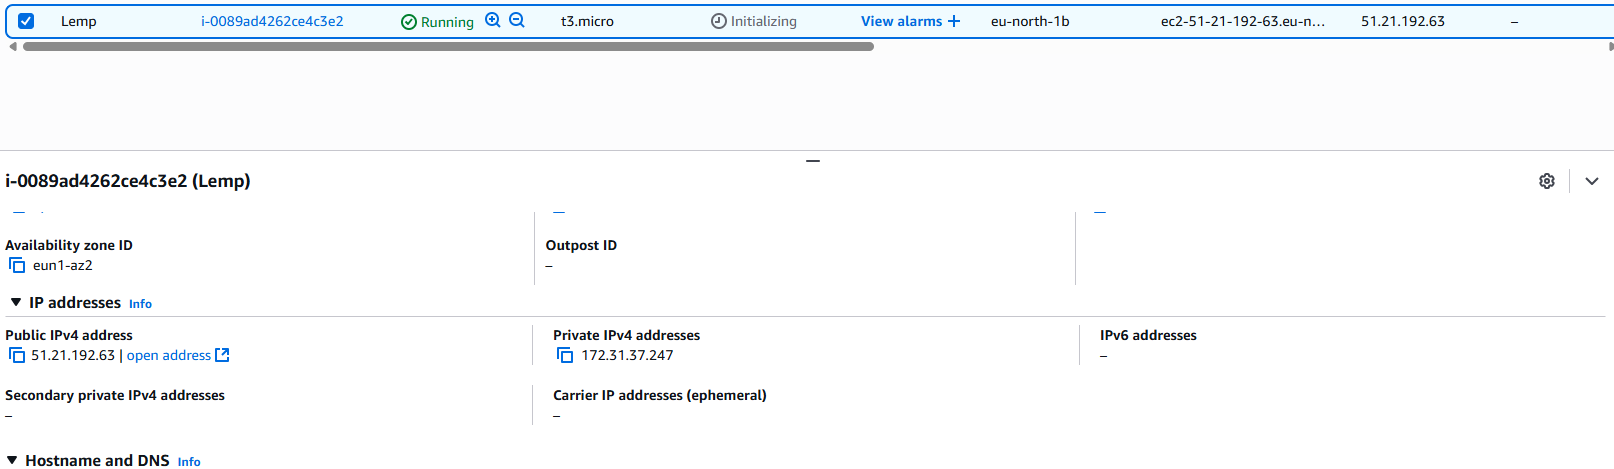 Lemp i-0089ad4262ce4c3e2 Running t3.micro Initializing View alarms + eu-north-1b ec2-51-21-192-63.eu-n... 51.21.192.63 –
i-0089ad4262ce4c3e2 (Lemp)
Availability zone ID Outpost ID
eun1-az2 –
IP addresses Info
Public IPv4 address Private IPv4 addresses IPv6 addresses
51.21.192.63 | open address 172.31.37.247 –
Secondary private IPv4 addresses Carrier IP addresses (ephemeral)
– –
Hostname and DNS Info